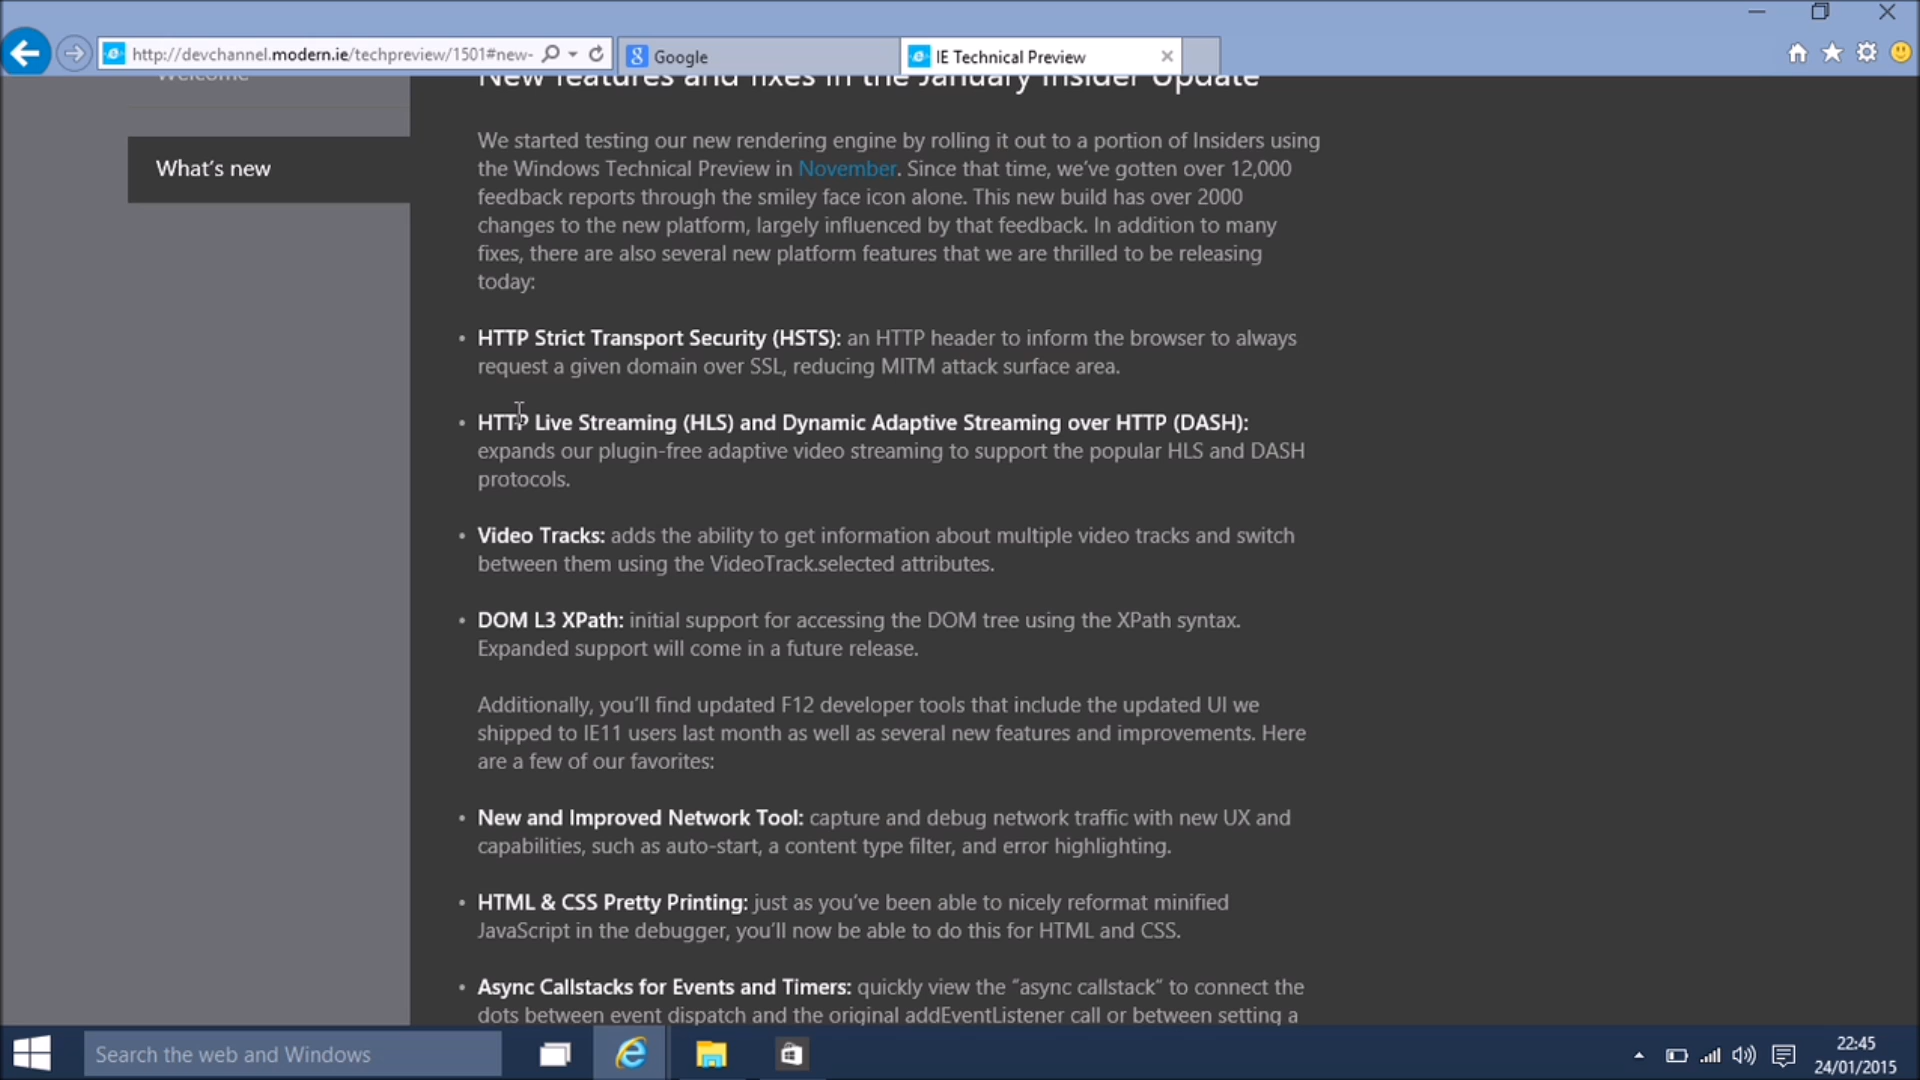 http://devchannel.modern.ie/techpreview/1501#new-
Google
IE Technical Preview
Welcome
What's new
New features and fixes in the January Insider Update
We started testing our new rendering engine by rolling it out to a portion of Insiders using
the Windows Technical Preview in November. Since that time, we've gotten over 12,000
feedback reports through the smiley face icon alone. This new build has over 2000
changes to the new platform, largely influenced by that feedback. In addition to many
fixes, there are also several new platform features that we are thrilled to be releasing
today:
• HTTP Strict Transport Security (HSTS): an HTTP header to inform the browser to always
request a given domain over SSL, reducing MITM attack surface area.
• HTTP Live Streaming (HLS) and Dynamic Adaptive Streaming over HTTP (DASH):
expands our plugin-free adaptive video streaming to support the popular HLS and DASH
protocols.
• Video Tracks: adds the ability to get information about multiple video tracks and switch
between them using the VideoTrack.selected attributes.
• DOM L3 XPath: initial support for accessing the DOM tree using the XPath syntax.
Expanded support will come in a future release.
Additionally, you'll find updated F12 developer tools that include the updated UI we
shipped to IE11 users last month as well as several new features and improvements. Here
are a few of our favorites:
• New and Improved Network Tool: capture and debug network traffic with new UX and
capabilities, such as auto-start, a content type filter, and error highlighting.
• HTML & CSS Pretty Printing: just as you've been able to nicely reformat minified
JavaScript in the debugger, you'll now be able to do this for HTML and CSS.
• Async Callstacks for Events and Timers: quickly view the "async callstack" to connect the
dots between event dispatch and the original addEventListener call or between setting a
Search the web and Windows
22:45
24/01/2015